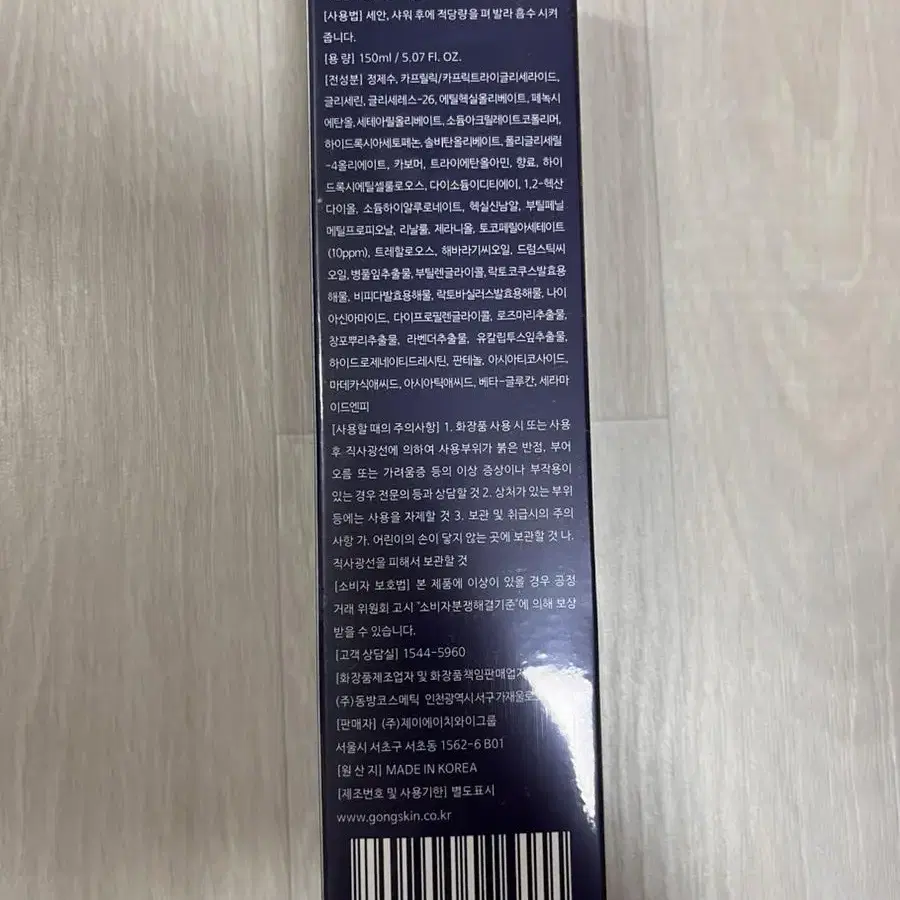 [사용법] 세안, 샤워 후에 적당량을 펴 발라 흡수 시켜
줍니다.
[용 량] 150ml / 5.07 Fl. OZ.
[전성분] 정제수, 카프릴릭/카프릭트라이글리세라이드,
글리세린, 글리세레스-26, 에틸헥실올리베이트, 페녹시
에탄올, 세테아릴올리베이트, 소듐아크릴레이트코폴리머,
하이드록시아세토페논, 솔비탄올리베이트, 폴리글리세릴
-4올리에이트, 카보머, 트라이에탄올아민, 향료, 하이
드록시에틸셀룰로오스, 다이소듐이디티에이, 1,2-헥산
다이올, 소듐하이알루로네이트, 헥실신남알, 부틸페닐
메틸프로피오날, 리날룰, 제라니올, 토코페릴아세테이트
(10ppm), 트레할로오스, 해바라기씨오일, 드럼스틱씨
오일, 병풀잎추출물, 부틸렌글라이콜, 락토코쿠스발효용
해물, 비피다발효용해물, 락토바실러스발효용해물, 나이
아신아마이드, 다이프로필렌글라이콜, 로즈마리추출물,
창포뿌리추출물, 라벤더추출물, 유칼립투스잎추출물,
하이드로제네이티드레시틴, 판테놀, 아시아티코사이드,
마데카식애씨드, 아시아틱애씨드, 베타-글루칸, 세라마
이드엔피
[사용할 때의 주의사항] 1. 화장품 사용 시 또는 사용
후 직사광선에 의하여 사용부위가 붉은 반점, 부어
오름 또는 가려움증 등의 이상 증상이나 부작용이
있는 경우 전문의 등과 상담할 것 2. 상처가 있는 부위
등에는 사용을 자제할 것 3. 보관 및 취급시의 주의
사항 가. 어린이의 손이 닿지 않는 곳에 보관할 것 나.
직사광선을 피해서 보관할 것
[소비자 보호법] 본 제품에 이상이 있을 경우 공정
거래 위원회 고시 "소비자분쟁해결기준"에 의해 보상
받을 수 있습니다.
[고객 상담실] 1544-5960
[화장품제조업자 및 화장품책임판매업자
(주)동방코스메틱 인천광역시 서구 가재울로
[판매자] (주)제이에이치와이그룹
서울시 서초구 서초동 1562-6 B01
[원 산 지] MADE IN KOREA
[제조번호 및 사용기한] 별도표시
www.gongskin.co.kr